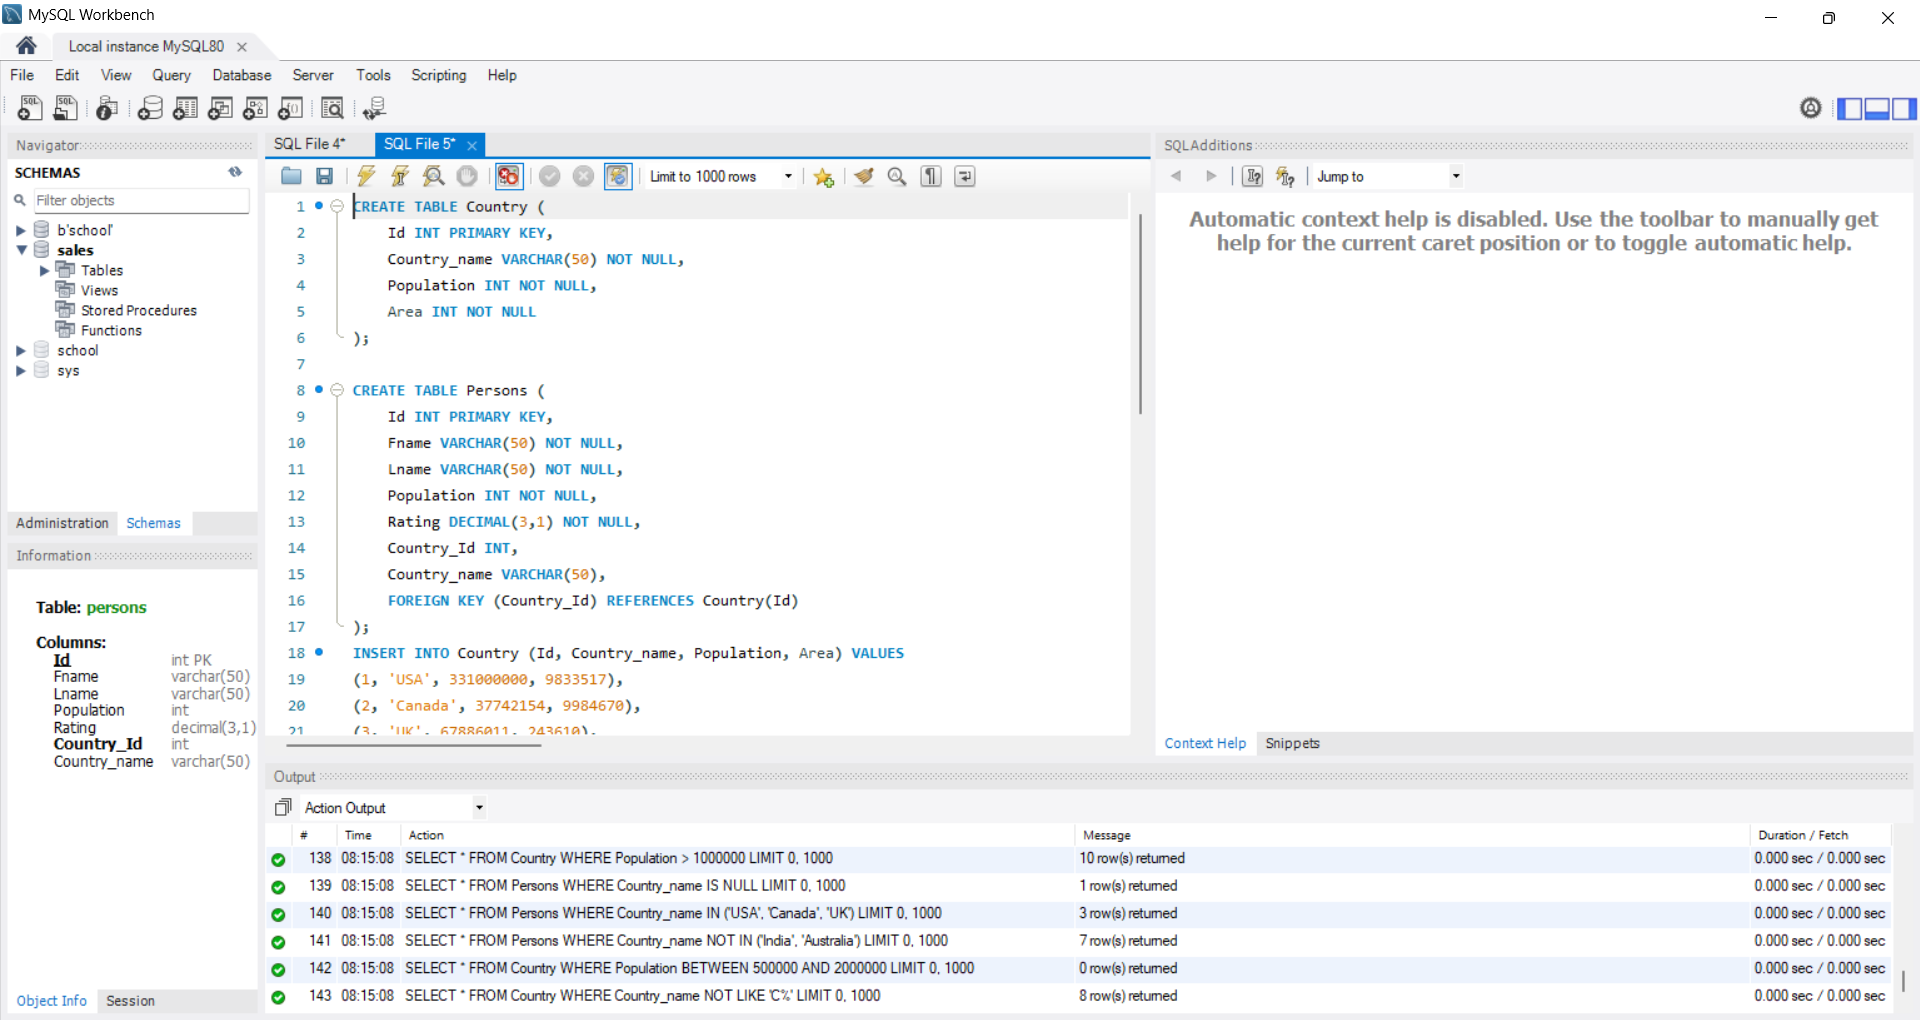 MySQL Workbench
Local instance MySQL80
File Edit View Query Database Server Tools Scripting Help
Navigator
SCHEMAS
Filter objects
b'school'
sales
Tables
Views
Stored Procedures
Functions
school
sys
Administration Schemas
Information
Table: persons
Columns:
Id int PK
Fname varchar(50)
Lname varchar(50)
Population int
Rating decimal(3,1)
Country_Id int
Country_name varchar(50)
Object Info Session
SQL File 4* SQL File 5*
Limit to 1000 rows
1 CREATE TABLE Country (
2 Id INT PRIMARY KEY,
3 Country_name VARCHAR(50) NOT NULL,
4 Population INT NOT NULL,
5 Area INT NOT NULL
6 );
7
8 CREATE TABLE Persons (
9 Id INT PRIMARY KEY,
10 Fname VARCHAR(50) NOT NULL,
11 Lname VARCHAR(50) NOT NULL,
12 Population INT NOT NULL,
13 Rating DECIMAL(3,1) NOT NULL,
14 Country_Id INT,
15 Country_name VARCHAR(50),
16 FOREIGN KEY (Country_Id) REFERENCES Country(Id)
17 );
18 INSERT INTO Country (Id, Country_name, Population, Area) VALUES
19 (1, 'USA', 331000000, 9833517),
20 (2, 'Canada', 37742154, 9984670),
21 (3, 'UK', 67886011, 243610),
SQLAdditions
Jump to
Automatic context help is disabled. Use the toolbar to manually get
help for the current caret position or to toggle automatic help.
Context Help Snippets
Output
Action Output
# Time Action Message Duration / Fetch
138 08:15:08 SELECT * FROM Country WHERE Population > 1000000 LIMIT 0, 1000 10 row(s) returned 0.000 sec / 0.000 sec
139 08:15:08 SELECT * FROM Persons WHERE Country_name IS NULL LIMIT 0, 1000 1 row(s) returned 0.000 sec / 0.000 sec
140 08:15:08 SELECT * FROM Persons WHERE Country_name IN ('USA', 'Canada', 'UK') LIMIT 0, 1000 3 row(s) returned 0.000 sec / 0.000 sec
141 08:15:08 SELECT * FROM Persons WHERE Country_name NOT IN ('India', 'Australia') LIMIT 0, 1000 7 row(s) returned 0.000 sec / 0.000 sec
142 08:15:08 SELECT * FROM Country WHERE Population BETWEEN 500000 AND 2000000 LIMIT 0, 1000 0 row(s) returned 0.000 sec / 0.000 sec
143 08:15:08 SELECT * FROM Country WHERE Country_name NOT LIKE 'C%' LIMIT 0, 1000 8 row(s) returned 0.000 sec / 0.000 sec